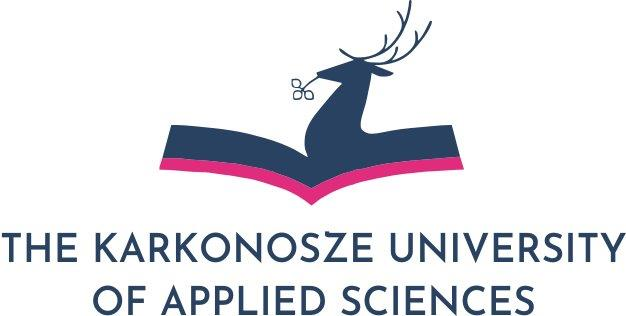 THE KARKONOSZE UNIVERSITY
OF APPLIED SCIENCES